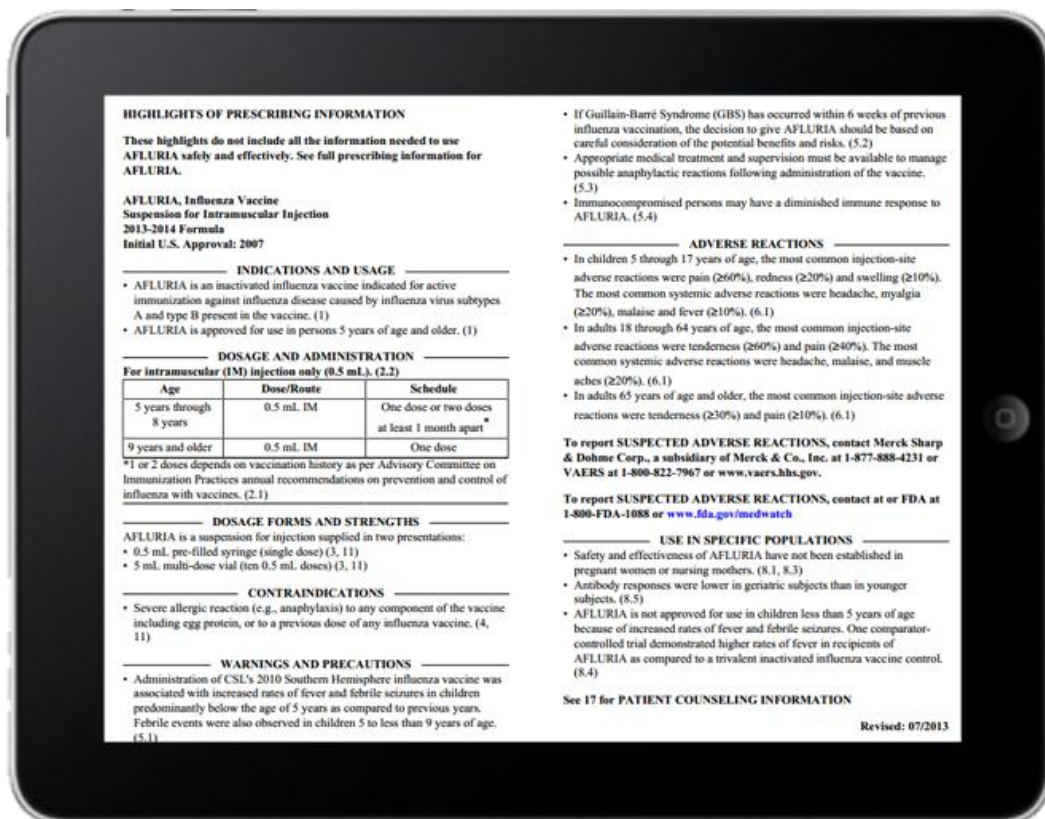 HIGHLIGHTS OF PRESCRIBING INFORMATION
These highlights do not include all the information needed to use
AFLURIA safely and effectively. See full prescribing information for
AFLURIA.
AFLURIA, Influenza Vaccine
Suspension for Intramuscular Injection
2013-2014 Formula
Initial U.S. Approval: 2007
INDICATIONS AND USAGE
• AFLURIA is an inactivated influenza vaccine indicated for active
immunization against influenza disease caused by influenza virus subtypes
A and type B present in the vaccine. (1)
• AFLURIA is approved for use in persons 5 years of age and older. (1)
DOSAGE AND ADMINISTRATION
For intramuscular (IM) injection only (0.5 mL). (2.2)
Age Dose/Route Schedule
5 years through 0.5 mL IM One dose or two doses
8 years at least 1 month apart*
9 years and older 0.5 mL IM One dose
*1 or 2 doses depends on vaccination history as per Advisory Committee on
Immunization Practices annual recommendations on prevention and control of
influenza with vaccines. (2.1)
DOSAGE FORMS AND STRENGTHS
AFLURIA is a suspension for injection supplied in two presentations:
• 0.5 mL pre-filled syringe (single dose) (3, 11)
• 5 mL multi-dose vial (ten 0.5 mL doses) (3, 11)
CONTRAINDICATIONS
• Severe allergic reaction (e.g., anaphylaxis) to any component of the vaccine
including egg protein, or to a previous dose of any influenza vaccine. (4,
11)
WARNINGS AND PRECAUTIONS
• Administration of CSL's 2010 Southern Hemisphere influenza vaccine was
associated with increased rates of fever and febrile seizures in children
predominantly below the age of 5 years as compared to previous years.
Febrile events were also observed in children 5 to less than 9 years of age.
(5.1)
• If Guillain-Barré Syndrome (GBS) has occurred within 6 weeks of previous
influenza vaccination, the decision to give AFLURIA should be based on
careful consideration of the potential benefits and risks. (5.2)
• Appropriate medical treatment and supervision must be available to manage
possible anaphylactic reactions following administration of the vaccine.
(5.3)
• Immunocompromised persons may have a diminished immune response to
AFLURIA. (5.4)
ADVERSE REACTIONS
• In children 5 through 17 years of age, the most common injection-site
adverse reactions were pain (≥60%), redness (≥20%) and swelling (≥10%).
The most common systemic adverse reactions were headache, myalgia
(≥20%), malaise and fever (≥10%). (6.1)
• In adults 18 through 64 years of age, the most common injection-site
adverse reactions were tenderness (≥60%) and pain (≥40%). The most
common systemic adverse reactions were headache, malaise, and muscle
aches (≥20%). (6.1)
• In adults 65 years of age and older, the most common injection-site adverse
reactions were tenderness (≥30%) and pain (≥10%). (6.1)
To report SUSPECTED ADVERSE REACTIONS, contact Merck Sharp
& Dohme Corp., a subsidiary of Merck & Co., Inc. at 1-877-888-4231 or
VAERS at 1-800-822-7967 or www.vaers.hhs.gov.
To report SUSPECTED ADVERSE REACTIONS, contact at or FDA at
1-800-FDA-1088 or www.fda.gov/medwatch
USE IN SPECIFIC POPULATIONS
• Safety and effectiveness of AFLURIA have not been established in
pregnant women or nursing mothers. (8.1, 8.3)
• Antibody responses were lower in geriatric subjects than in younger
subjects. (8.5)
• AFLURIA is not approved for use in children less than 5 years of age
because of increased rates of fever and febrile seizures. One comparator-
controlled trial demonstrated higher rates of fever in recipients of
AFLURIA as compared to a trivalent inactivated influenza vaccine control.
(8.4)
See 17 for PATIENT COUNSELING INFORMATION
Revised: 07/2013